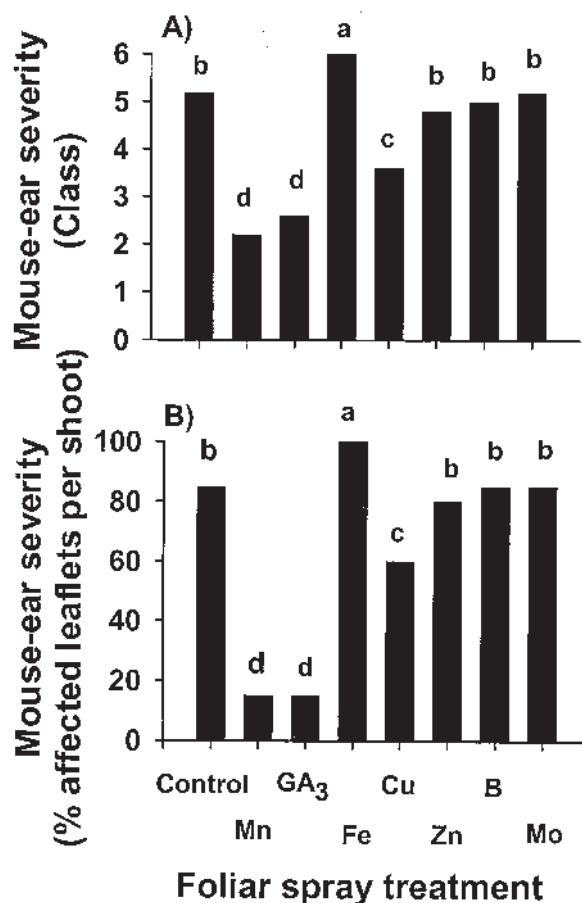 A)
Mouse-ear severity
(Class)
6
5
4
3
2
1
0
b
d
d
a
c
b
b
b
B)
Mouse-ear severity
(% affected leaflets per shoot)
100
80
60
40
20
0
b
d
d
a
c
b
b
b
Control GA3 Cu B
Mn Fe Zn Mo
Foliar spray treatment